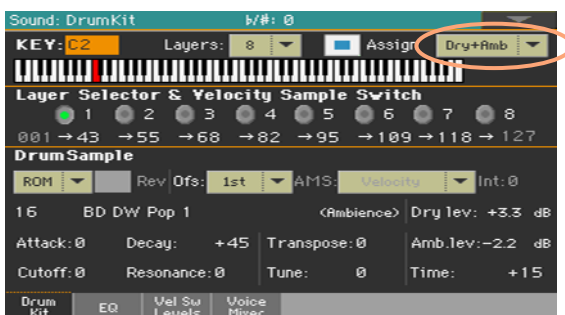 Sound: DrumKit b/#: 0
KEY: C2 Layers: 8 Assign Dry+Amb
Layer Selector & Velocity Sample Switch
1 2 3 4 5 6 7 8
001 →43 →55 →68 →82 →95 →109 →118 → 127
DrumSample
ROM Rev Ofs: 1st AMS: Velocity Int:0
16 BD DW Pop 1 (Ambience) Dry lev: +3.3 dB
Attack:0 Decay: +45 Transpose:0 Amb.lev:-2.2 dB
Cutoff:0 Resonance:0 Tune: 0 Time: +15
Drum Kit EQ Vel Sw Levels Voice Mixer